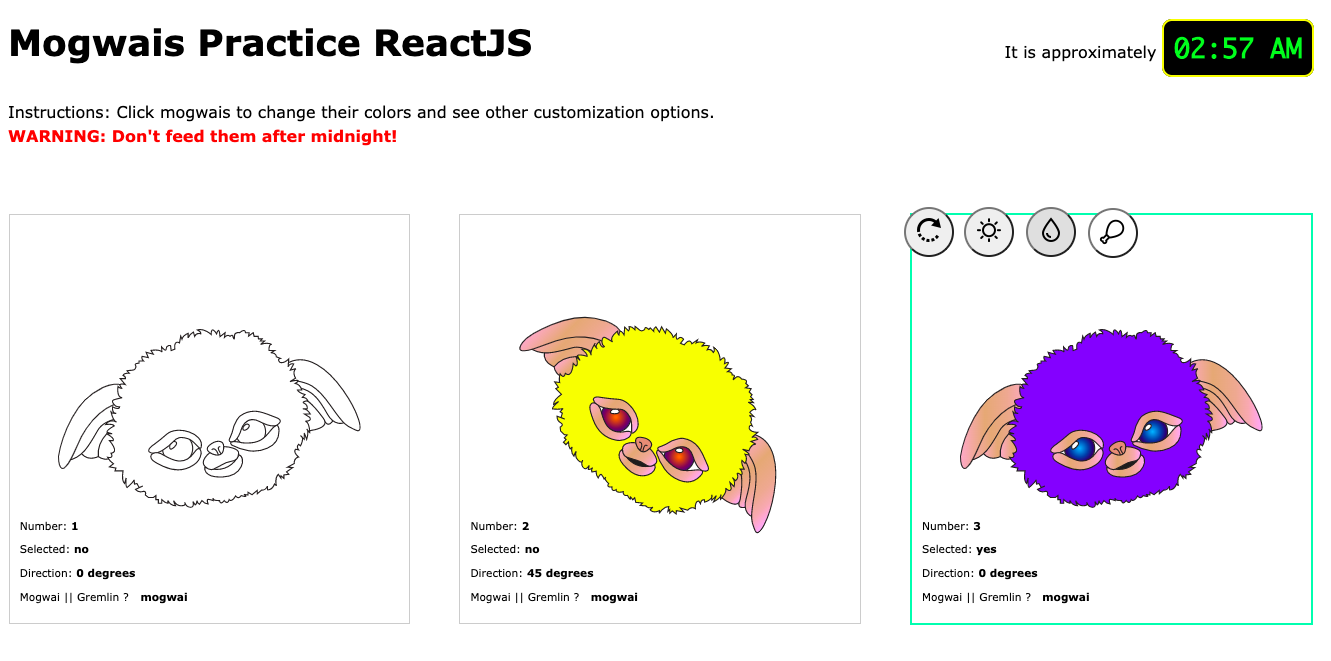 Mogwais Practice ReactJS
It is approximately 02:57 AM
Instructions: Click mogwais to change their colors and see other customization options.
WARNING: Don't feed them after midnight!
Number: 1
Selected: no
Direction: 0 degrees
Mogwai || Gremlin ? mogwai
Number: 2
Selected: no
Direction: 45 degrees
Mogwai || Gremlin ? mogwai
Number: 3
Selected: yes
Direction: 0 degrees
Mogwai || Gremlin ? mogwai